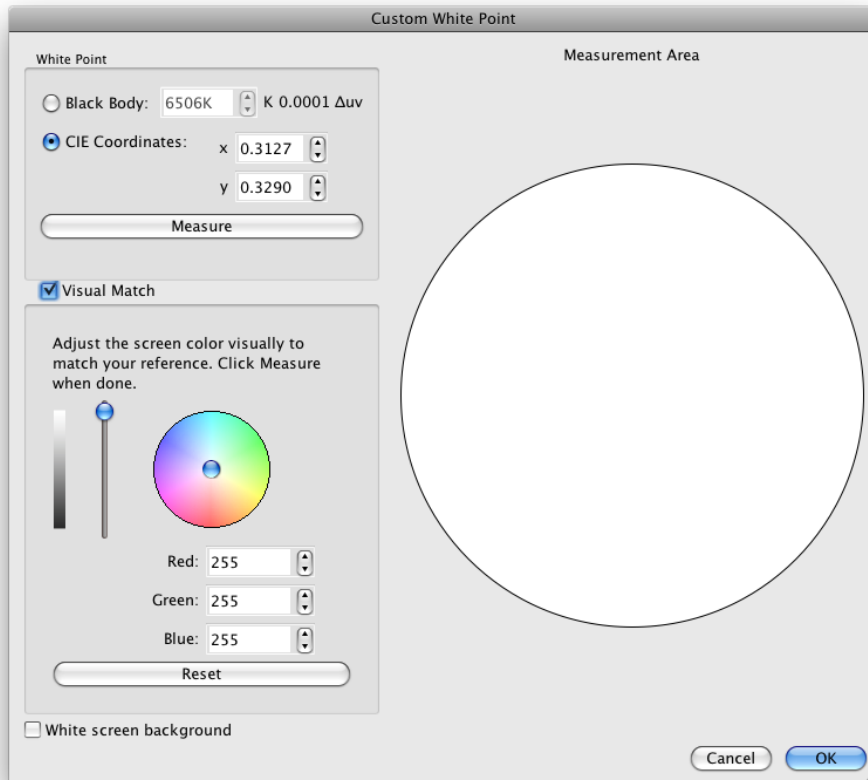 Custom White Point
White Point
Measurement Area
Black Body: 6506K K 0.0001 Δuv
CIE Coordinates: x 0.3127
y 0.3290
Measure
Visual Match
Adjust the screen color visually to
match your reference. Click Measure
when done.
Red: 255
Green: 255
Blue: 255
Reset
White screen background
Cancel OK